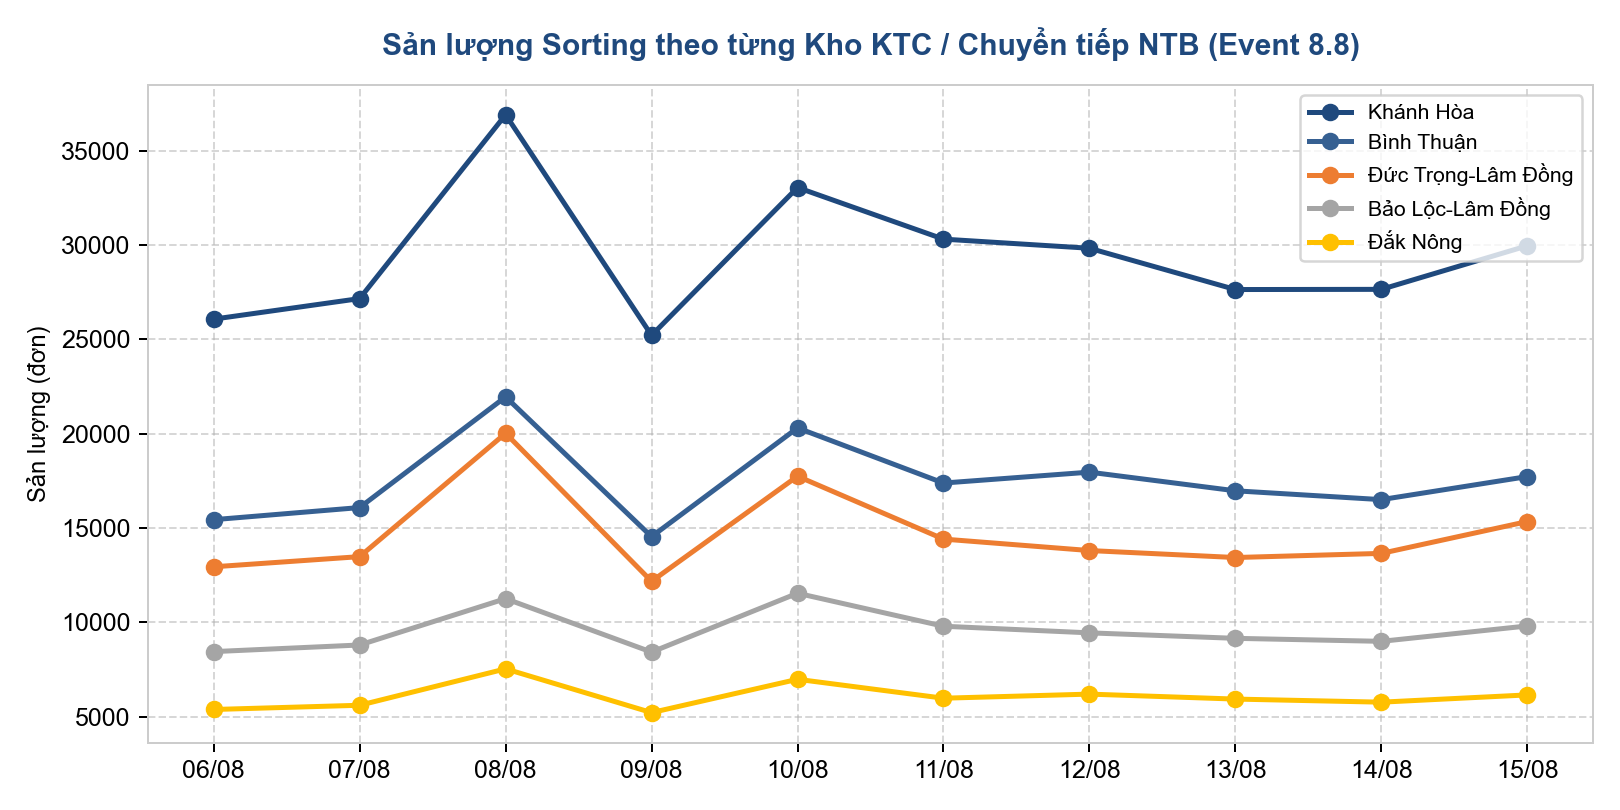 Sản lượng Sorting theo từng Kho KTC / Chuyển tiếp NTB (Event 8.8)
Sản lượng (đơn)
35000
30000
25000
20000
15000
10000
5000
Khánh Hòa
Bình Thuận
Đức Trọng-Lâm Đồng
Bảo Lộc-Lâm Đồng
Đắk Nông
06/08 07/08 08/08 09/08 10/08 11/08 12/08 13/08 14/08 15/08